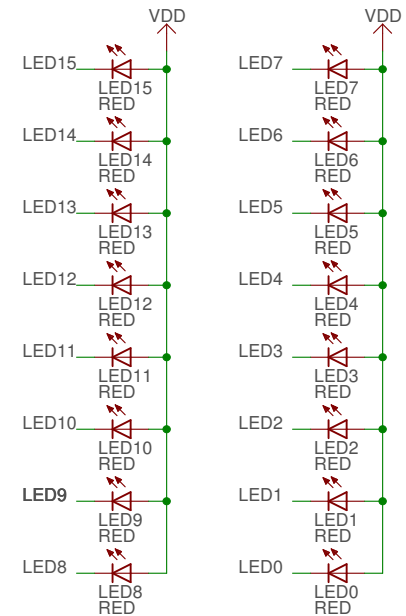 VDD
LED15
LED15
RED
LED14
LED14
RED
LED13
LED13
RED
LED12
LED12
RED
LED11
LED11
RED
LED10
LED10
RED
LED9
LED9
RED
LED8
LED8
RED
VDD
LED7
LED7
RED
LED6
LED6
RED
LED5
LED5
RED
LED4
LED4
RED
LED3
LED3
RED
LED2
LED2
RED
LED1
LED1
RED
LED0
LED0
RED